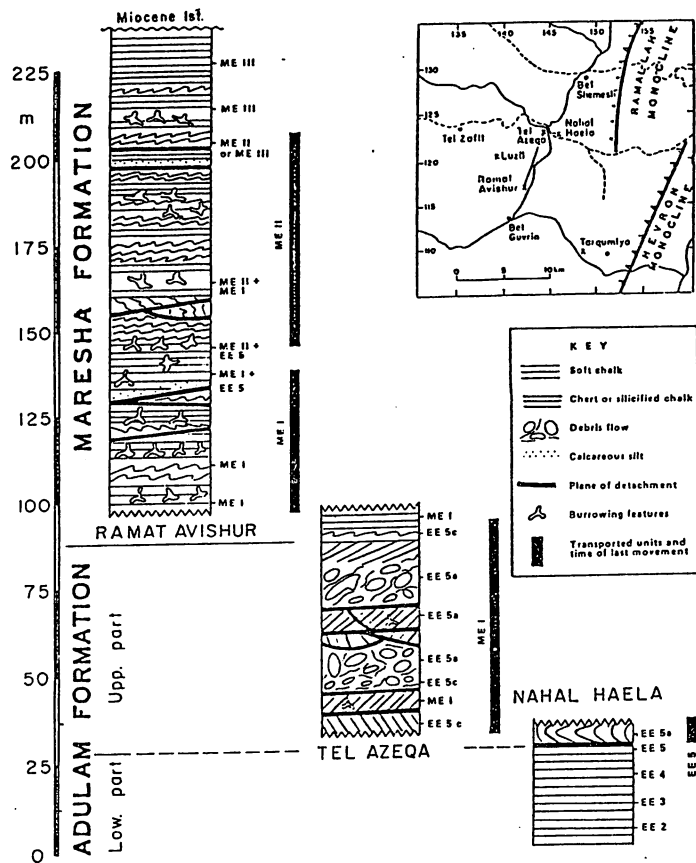 Miocene Ist.
225
m
200
175
150
125
100
75
50
25
0
MARESHA FORMATION
ADULAM FORMATION
Upp. part
Low. part
ME III
ME III
ME II
or ME III
ME II +
ME I
ME II +
EE 5
ME I +
EE 5
ME I
ME I
ME II
ME I
RAMAT AVISHUR
ME I
EE 5c
EE 5a
EE 5a
EE 5a
EE 5c
ME I
EE 5c
ME I
TEL AZEQA
NAHAL HAELA
EE 5a
EE 5
EE 4
EE 3
EE 2
EE 5
135
140
145
150
155
130
125
120
115
110
Bet
Shemesh
Tel Zafit
Tel
Azeqa
Nahal
Haela
Luzit
Ramat
Avishur
Bet
Guvrin
Tarqumiya
RAMALLAH
MONOCLINE
HEVRON
MONOCLINE
0 5 10 km
KEY
Soft chalk
Chert or silicified chalk
Debris flow
Calcareous silt
Plane of detachment
Burrowing features
Transported units and
time of last movement